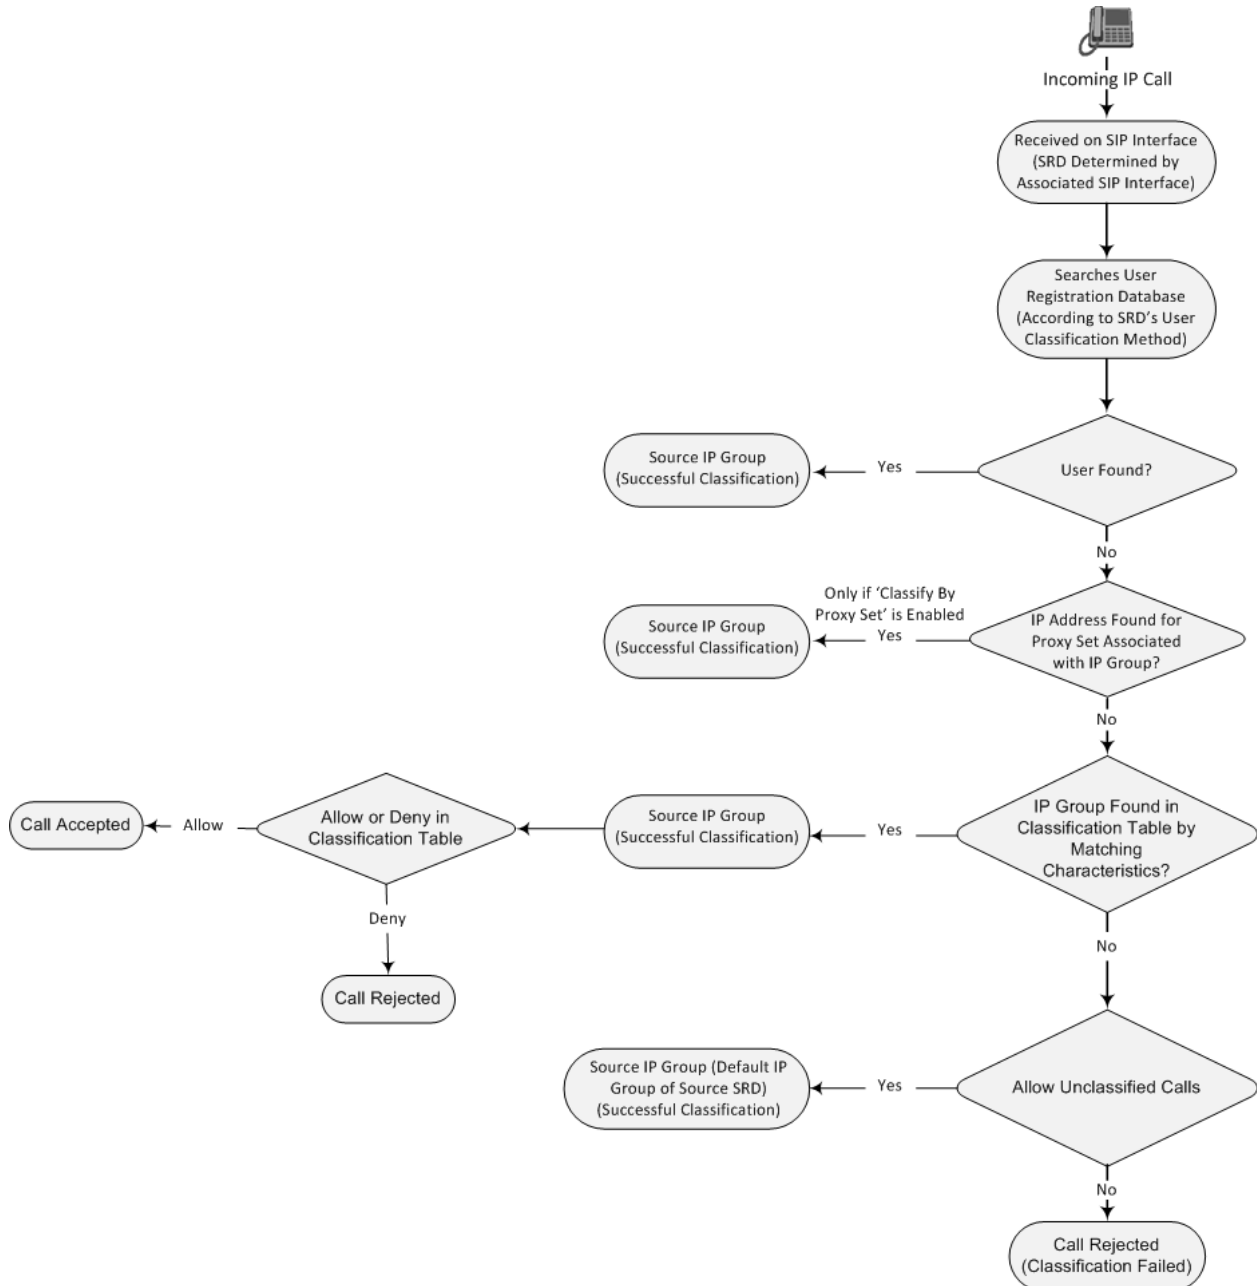 Incoming IP Call
Received on SIP Interface
(SRD Determined by
Associated SIP Interface)
Searches User
Registration Database
(According to SRD's User
Classification Method)
User Found?
Yes
Source IP Group
(Successful Classification)
No
IP Address Found for
Proxy Set Associated
with IP Group?
Only if 'Classify By
Proxy Set' is Enabled
Yes
Source IP Group
(Successful Classification)
No
IP Group Found in
Classification Table by
Matching
Characteristics?
Yes
Source IP Group
(Successful Classification)
Allow or Deny in
Classification Table
Allow
Call Accepted
Deny
Call Rejected
No
Allow Unclassified Calls
Yes
Source IP Group (Default IP
Group of Source SRD)
(Successful Classification)
No
Call Rejected
(Classification Failed)